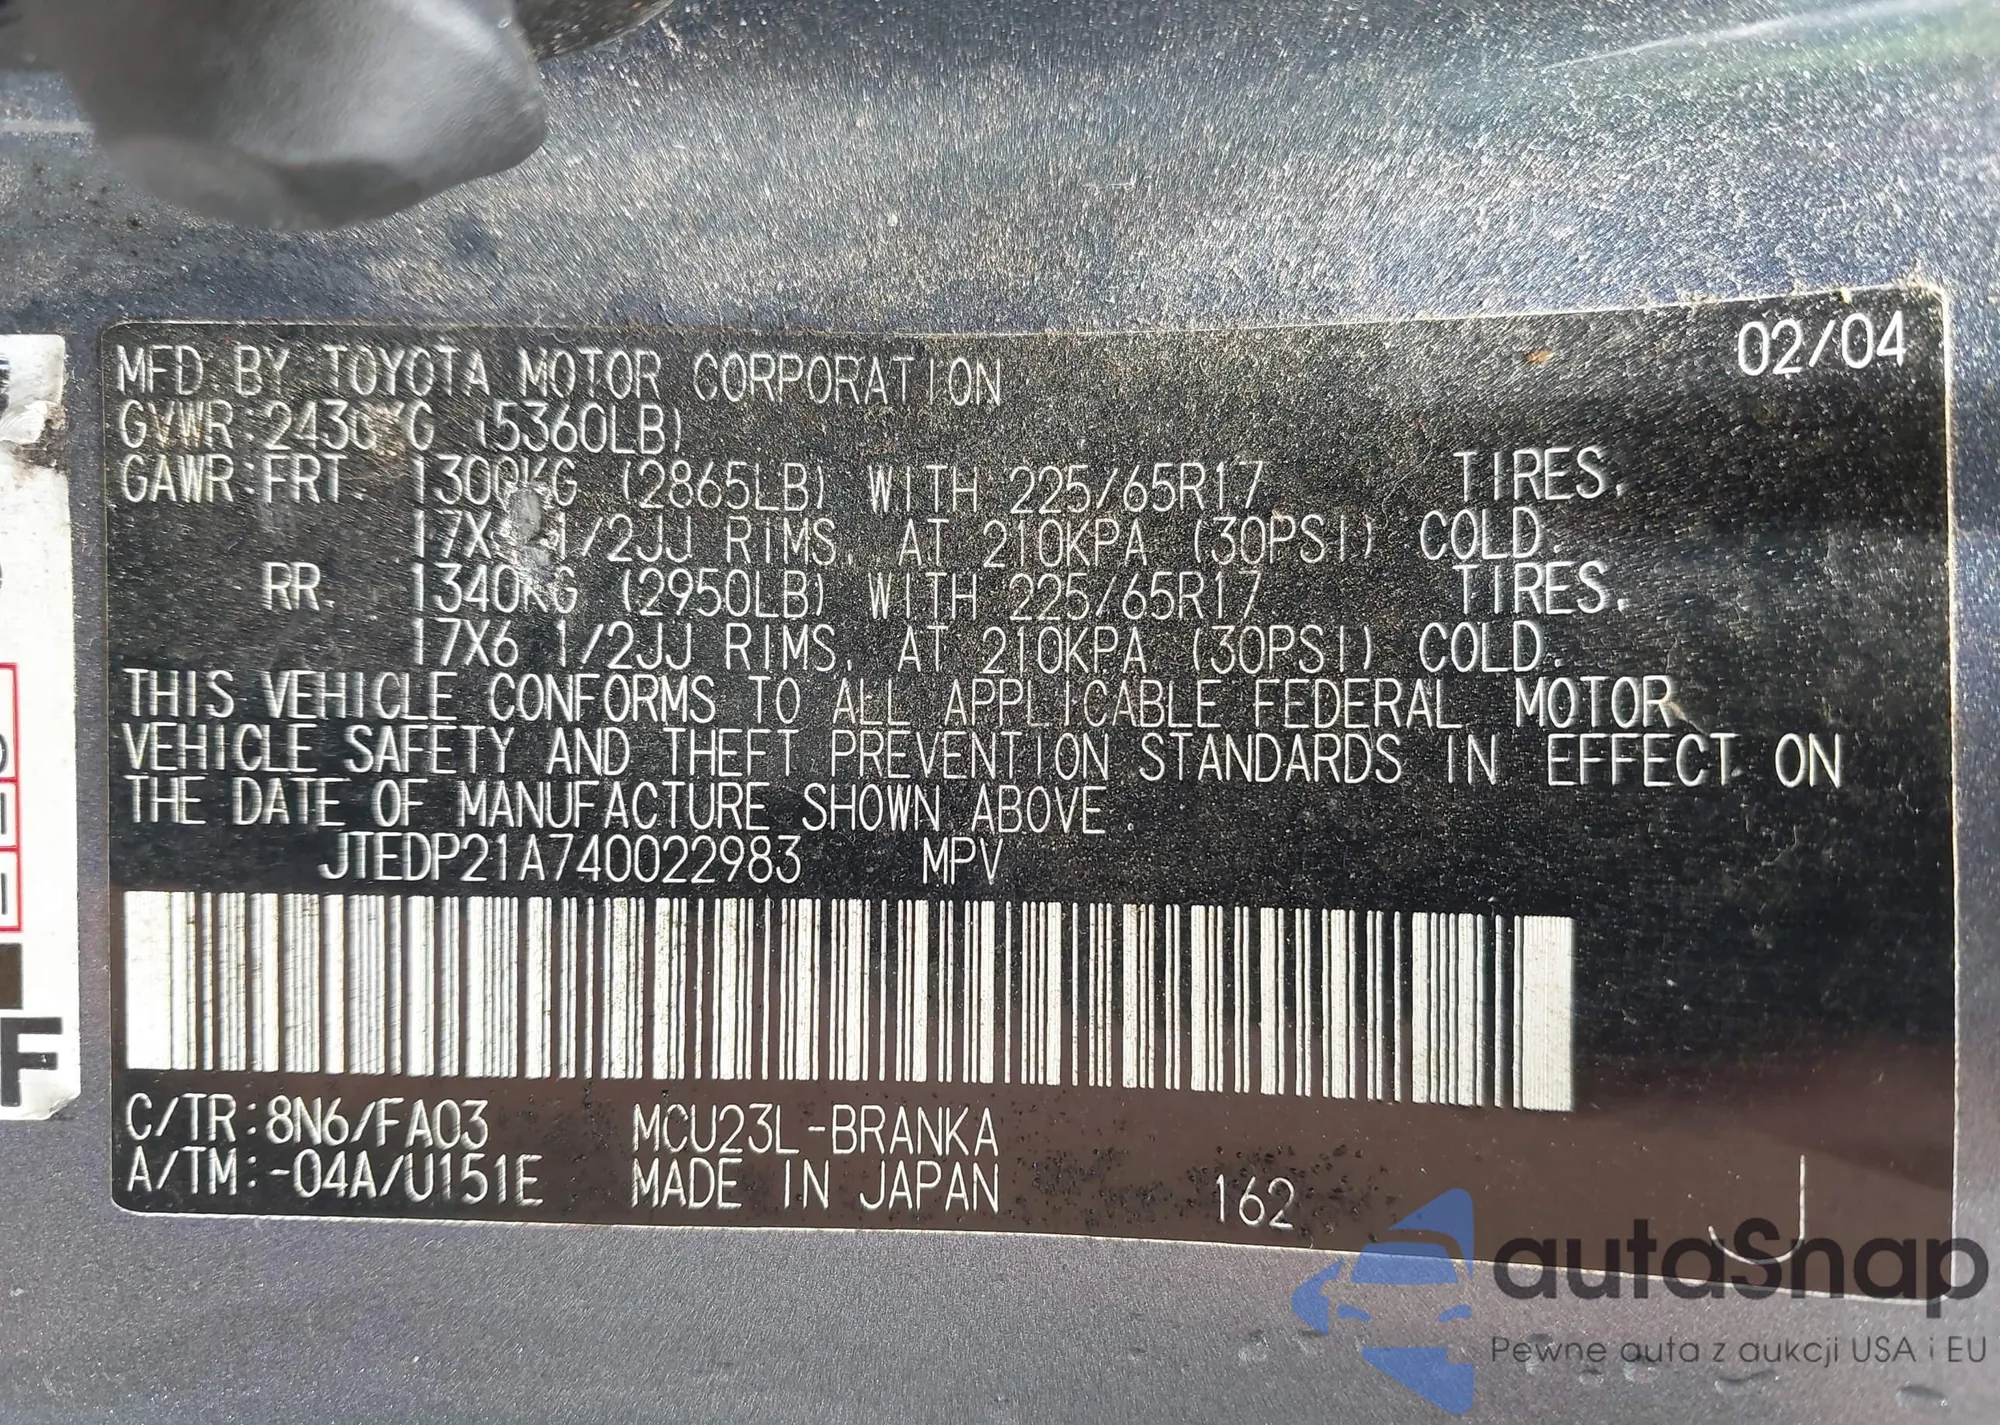 02/04
MFD. BY TOYOTA MOTOR CORPORATION
GVWR: (5360LB)
GAWR:FRT. 1300KG (2865LB) WITH 225/65R17 TIRES.
1/2JJ RIMS, AT 210KPA (30PSI) COLD.
RR. 1340KG (2950LB) WITH 225/65R17 TIRES.
17X6 1/2JJ RIMS, AT 210KPA (30PSI) COLD.
THIS VEHICLE CONFORMS TO ALL APPLICABLE FEDERAL MOTOR
VEHICLE SAFETY AND THEFT PREVENTION STANDARDS IN EFFECT ON
THE DATE OF MANUFACTURE SHOWN ABOVE.
JTEDP21A740022983 MPV
C/TR:8N6/FA03 MCU23L-BRANKA
A/TM:-04A/U151E MADE IN JAPAN 162 J
F
autaSnap
Pewne auta z aukcji USA i EU